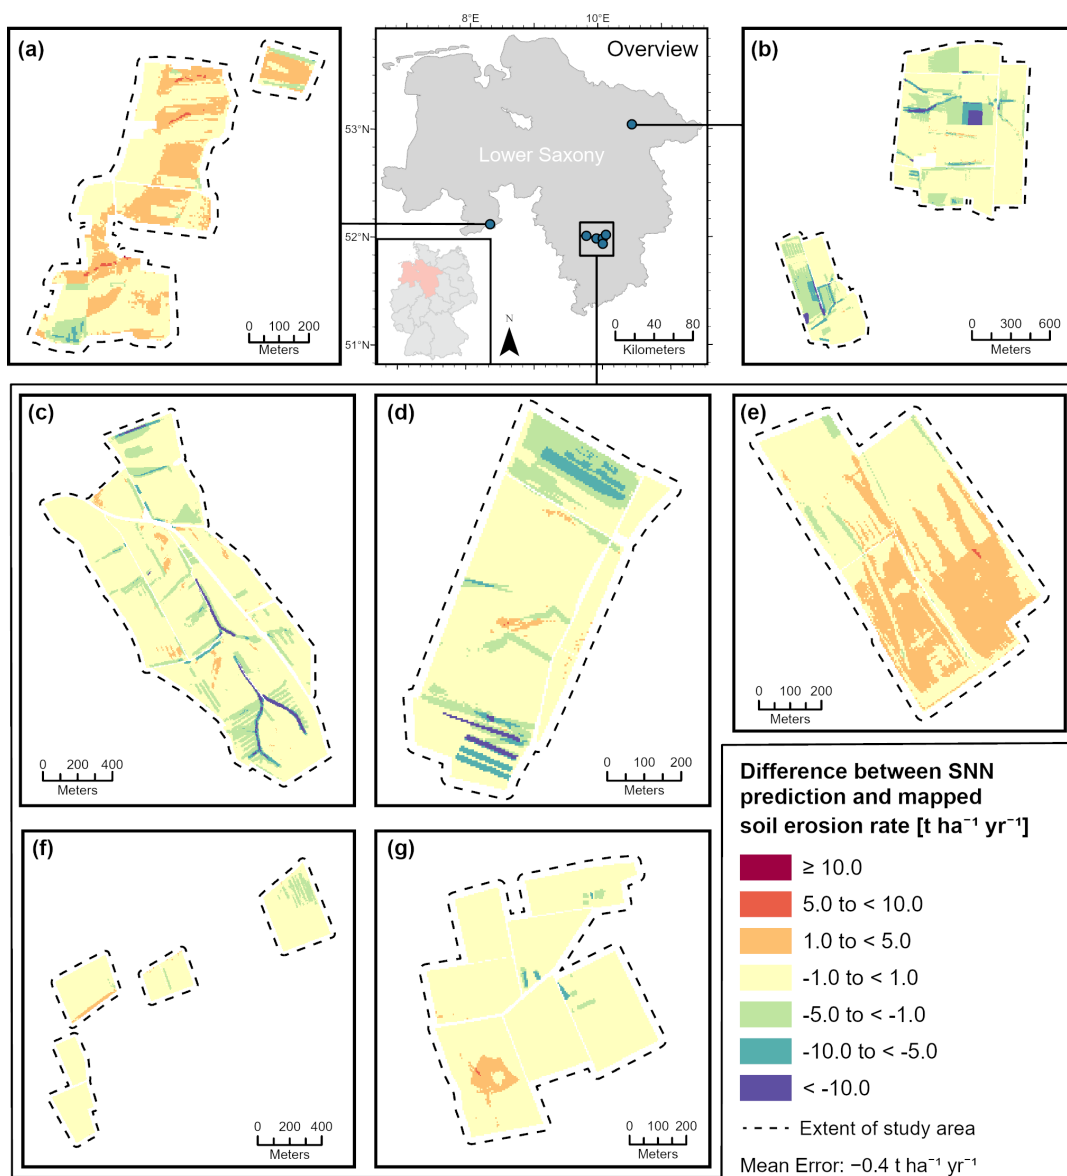 8°E
10°E
(a)
Overview
(b)
53°N
Lower Saxony
52°N
51°N
N
0 100 200
Meters
0 40 80
Kilometers
0 300 600
Meters
(c)
(d)
(e)
0 200 400
Meters
0 100 200
Meters
0 100 200
Meters
(f)
(g)
0 200 400
Meters
0 100 200
Meters
Difference between SNN
prediction and mapped
soil erosion rate [t ha⁻¹ yr⁻¹]
≥ 10.0
5.0 to < 10.0
1.0 to < 5.0
-1.0 to < 1.0
-5.0 to < -1.0
-10.0 to < -5.0
< -10.0
Extent of study area
Mean Error: −0.4 t ha⁻¹ yr⁻¹